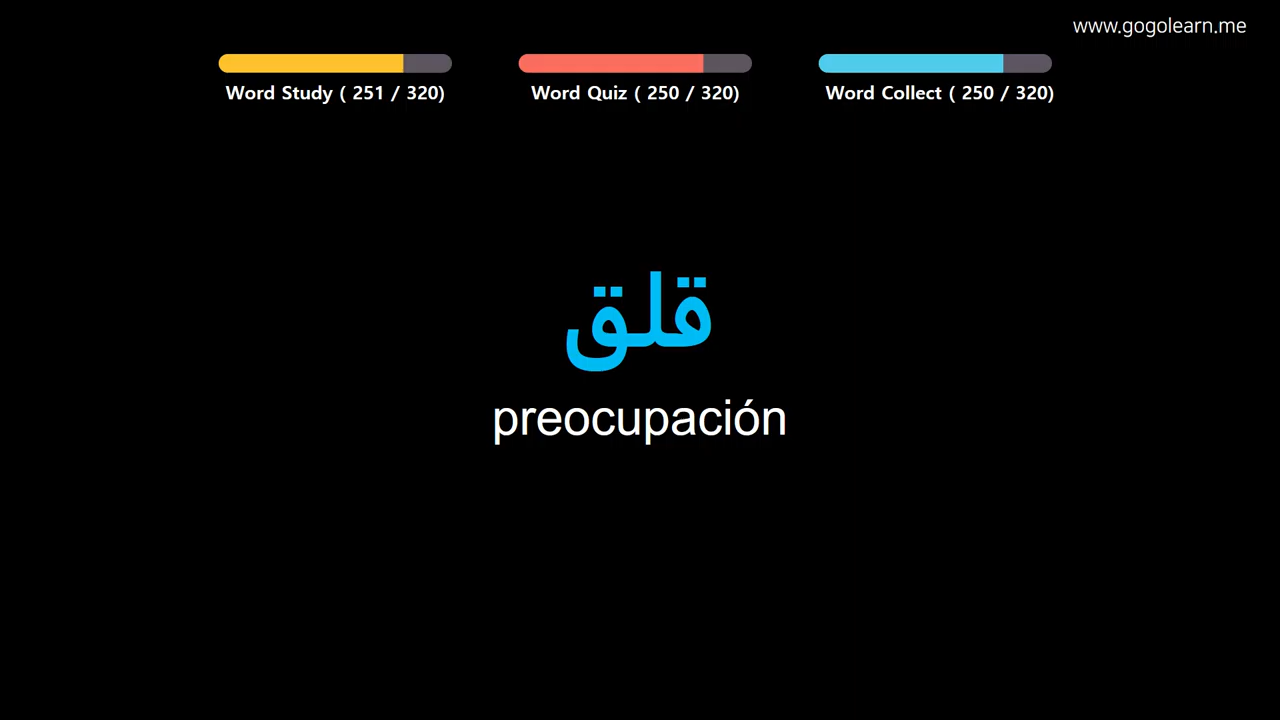 www.gogolearn.me
Word Study ( 251 / 320)
Word Quiz ( 250 / 320)
Word Collect ( 250 / 320)
قلق
preocupación